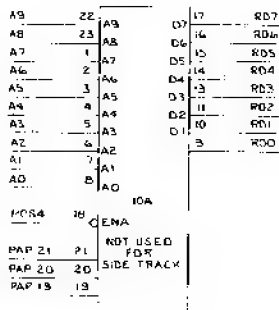 A9 22 A9 D7 17 RD7
A8 23 A8 D6 16 RD6
A7 1 A7 D5 15 RD5
A6 2 A6 D4 14 RD4
A5 3 A5 D3 13 RD3
A4 4 A4 D2 11 RD2
A3 5 A3 D1 10 RD1
A2 6 A2 9 RD0
A1 7 A1
A0 8 A0
10A
18 ENA
NOT USED
PAP 21 21 FOR
PAP 20 20 SIDE TRACK
PAP 19 19